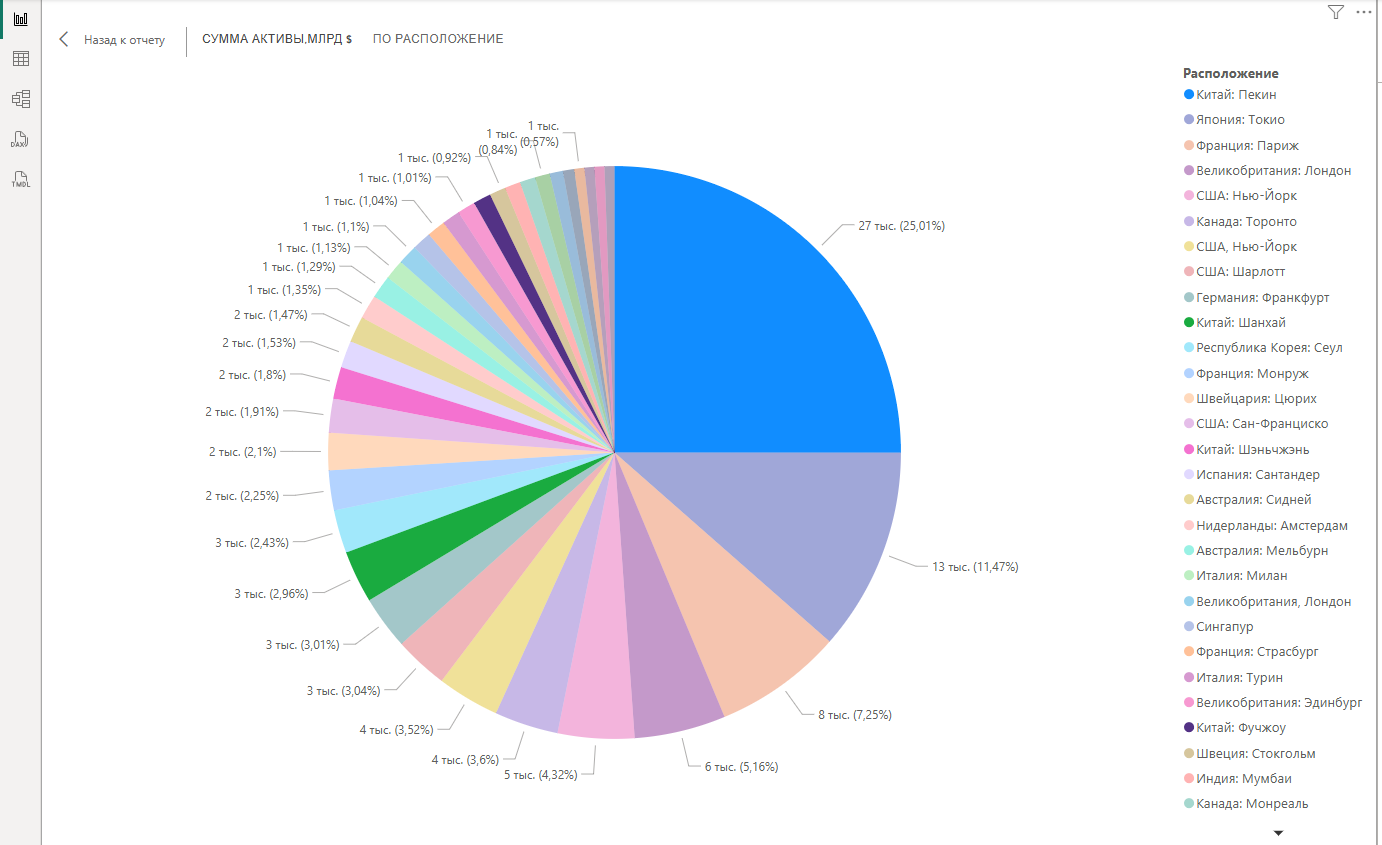 Назад к отчету
СУММА АКТИВЫ,МЛРД $
ПО РАСПОЛОЖЕНИЕ
DAX
TMDL
1 тыс.
(0,57%)
1 тыс.
(0,84%)
1 тыс. (0,92%)
1 тыс. (1,01%)
1 тыс. (1,04%)
1 тыс. (1,1%)
1 тыс. (1,13%)
1 тыс. (1,29%)
1 тыс. (1,35%)
2 тыс. (1,47%)
2 тыс. (1,53%)
2 тыс. (1,8%)
2 тыс. (1,91%)
2 тыс. (2,1%)
2 тыс. (2,25%)
3 тыс. (2,43%)
3 тыс. (2,96%)
3 тыс. (3,01%)
3 тыс. (3,04%)
4 тыс. (3,52%)
4 тыс. (3,6%)
5 тыс. (4,32%)
6 тыс. (5,16%)
8 тыс. (7,25%)
13 тыс. (11,47%)
27 тыс. (25,01%)
Расположение
Китай: Пекин
Япония: Токио
Франция: Париж
Великобритания: Лондон
США: Нью-Йорк
Канада: Торонто
США, Нью-Йорк
США: Шарлотт
Германия: Франкфурт
Китай: Шанхай
Республика Корея: Сеул
Франция: Монруж
Швейцария: Цюрих
США: Сан-Франциско
Китай: Шэньчжэнь
Испания: Сантандер
Австралия: Сидней
Нидерланды: Амстердам
Австралия: Мельбурн
Италия: Милан
Великобритания, Лондон
Сингапур
Франция: Страсбург
Италия: Турин
Великобритания: Эдинбург
Китай: Фучжоу
Швеция: Стокгольм
Индия: Мумбаи
Канада: Монреаль